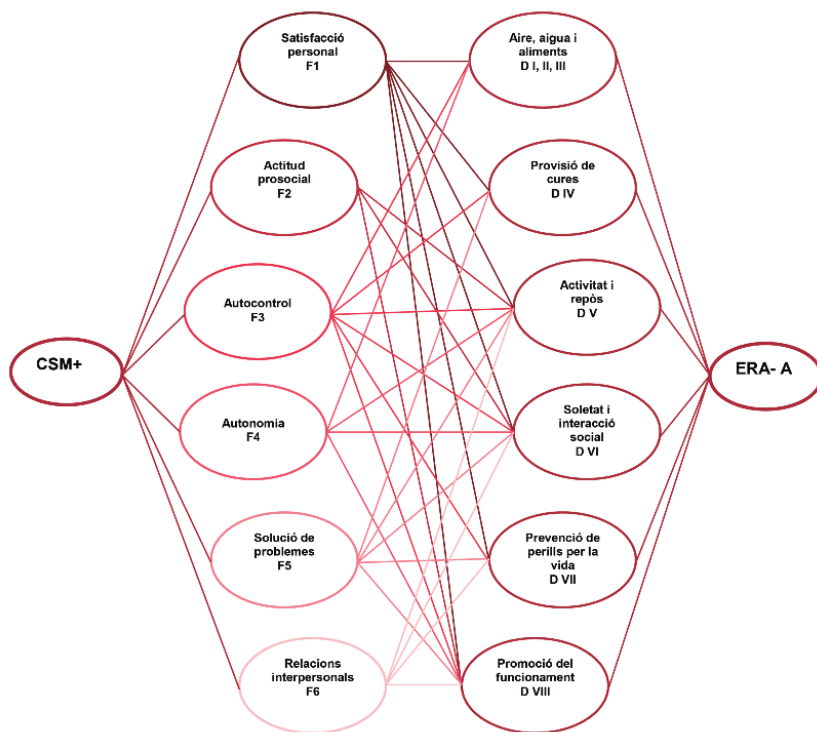 Satisfacció
personal
F1
Aire, aigua i
aliments
D I, II, III
Actitud
prosocial
F2
Provisió de
cures
D IV
Autocontrol
F3
Activitat i
repòs
D V
CSM+
ERA- A
Autonomia
F4
Soletat i
interacció
social
D VI
Solució de
problemes
F5
Prevenció de
perills per la
vida
D VII
Relacions
interpersonals
F6
Promoció del
funcionament
D VIII